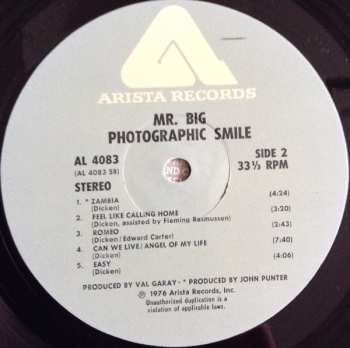 ARISTA RECORDS
MR. BIG
PHOTOGRAPHIC SMILE
AL 4083
(AL 4083 SB)
STEREO
SIDE 2
33⅓ RPM
1. * ZAMBIA (4:24)
(Dicken)
2. FEEL LIKE CALLING HOME (3:20)
(Dicken, assisted by Fleming Rasmussen)
3. ROMEO (2:43)
(Dicken/Edward Carter)
4. CAN WE LIVE/ANGEL OF MY LIFE (7:40)
(Dicken)
5. EASY (4:06)
(Dicken)
PRODUCED BY VAL GARAY - * PRODUCED BY JOHN PUNTER
℗ 1976 Arista Records, Inc.
Unauthorized duplication is a
violation of applicable laws.